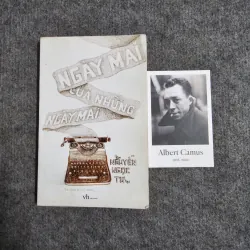 NGÀY MAI
CỦA NHỮNG
NGÀY MAI
NGUYỄN
NGỌC
TƯ
Albert Camus